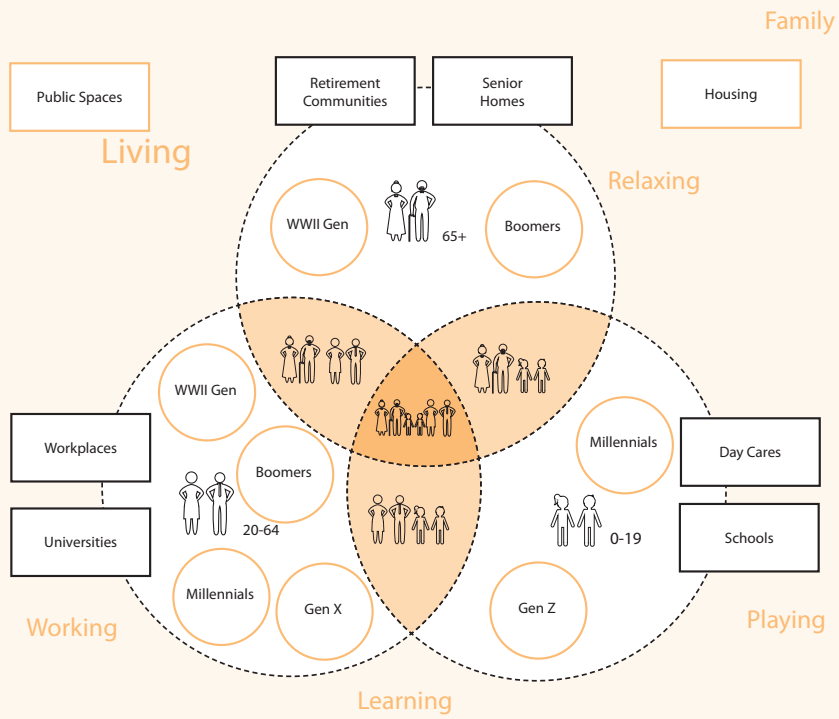 Family
Public Spaces
Retirement
Communities
Senior
Homes
Housing
Living
Relaxing
WWII Gen
65+
Boomers
WWII Gen
Millennials
Workplaces
Boomers
Day Cares
20-64
0-19
Universities
Schools
Millennials
Gen X
Gen Z
Working
Playing
Learning